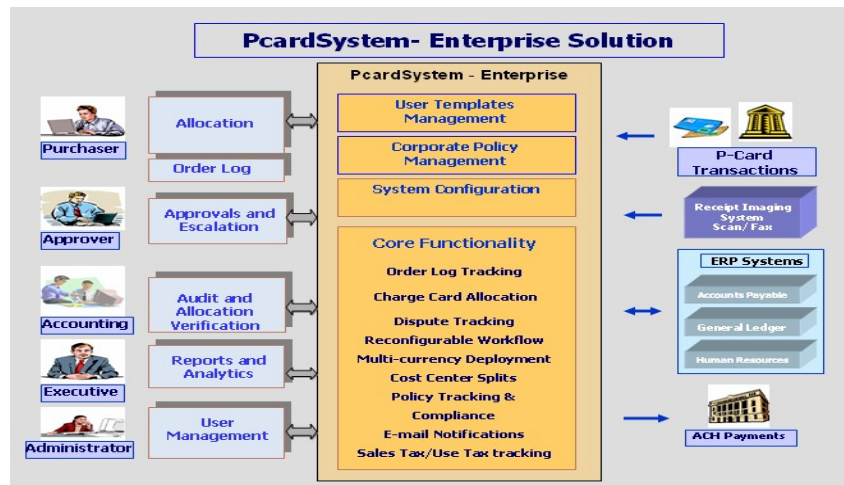 PcardSystem- Enterprise Solution
PcardSystem - Enterprise
Purchaser
Allocation
Order Log
Approver
Approvals and
Escalation
Accounting
Audit and
Allocation
Verification
Executive
Reports and
Analytics
Administrator
User
Management
User Templates
Management
Corporate Policy
Management
System Configuration
Core Functionality
Order Log Tracking
Charge Card Allocation
Dispute Tracking
Reconfigurable Workflow
Multi-currency Deployment
Cost Center Splits
Policy Tracking &
Compliance
E-mail Notifications
Sales Tax/Use Tax tracking
P-Card
Transactions
Receipt Imaging
System
Scan/Fax
ERP Systems
Accounts Payable
General Ledger
Human Resources
ACH Payments